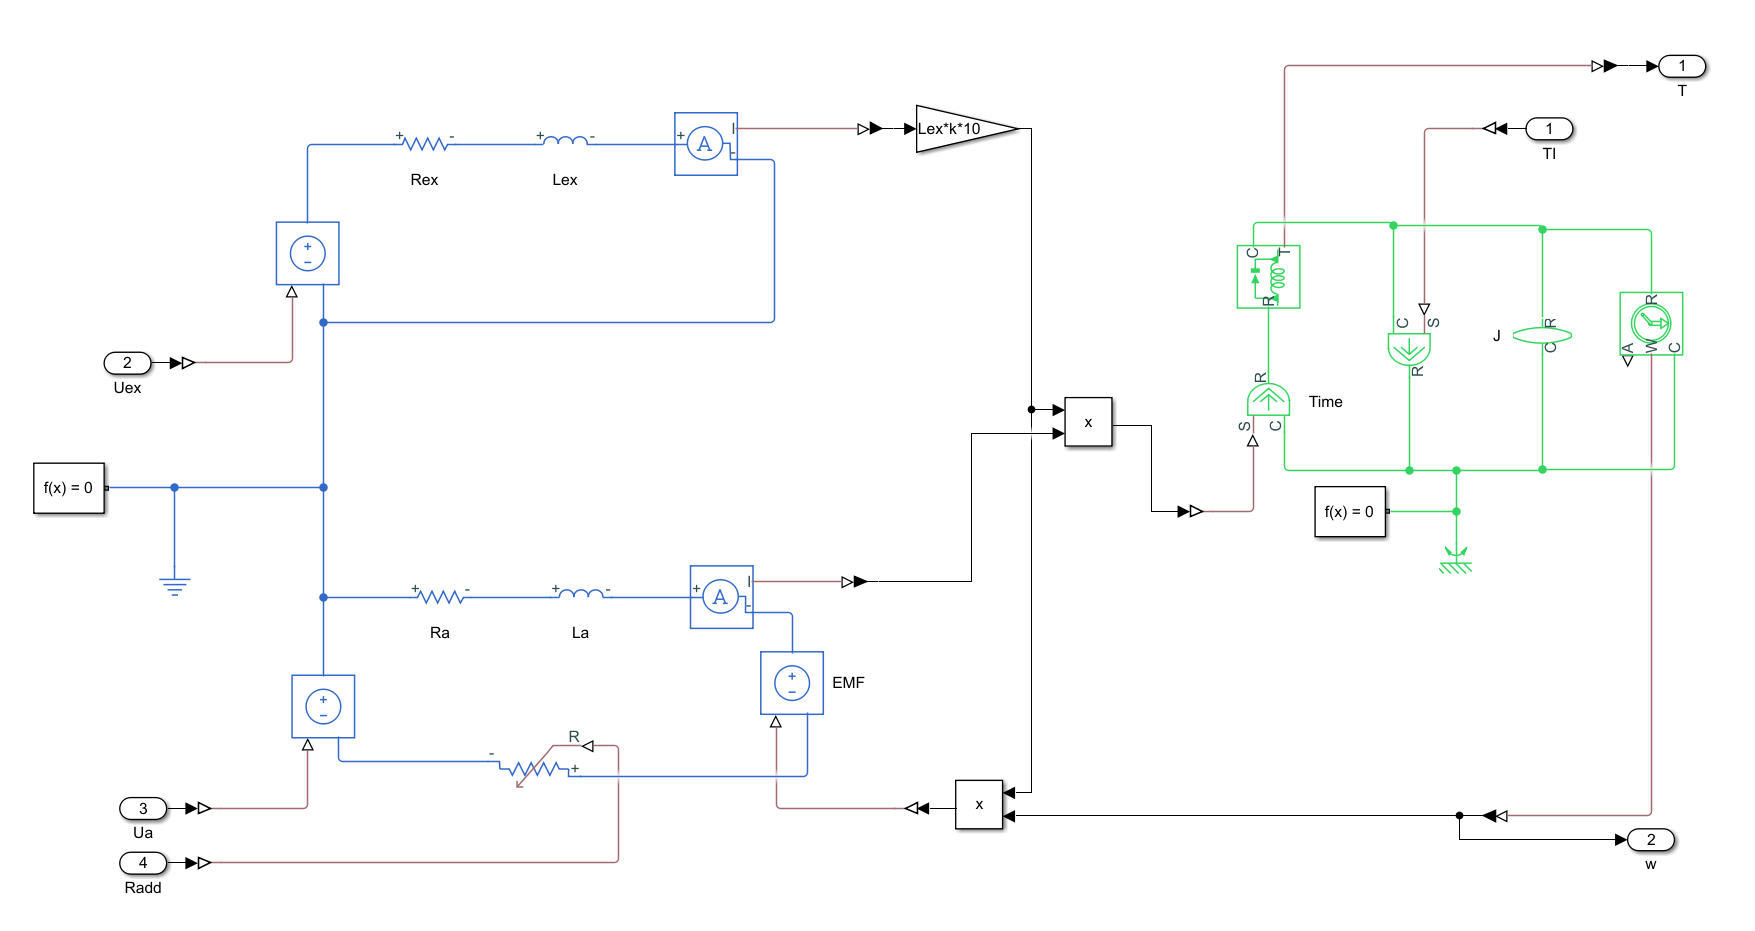 1
T
+ -
+ -
+
A
I
-
Lex*k*10
1
Tl
Rex
Lex
+
-
C
T
R
R
J
C
S
R
C
R
A
W
C
2
Uex
R
Time
S
C
x
f(x) = 0
f(x) = 0
+ -
+ -
+
A
I
-
Ra
La
+
-
EMF
+
-
R
-
+
3
Ua
x
4
Radd
2
w